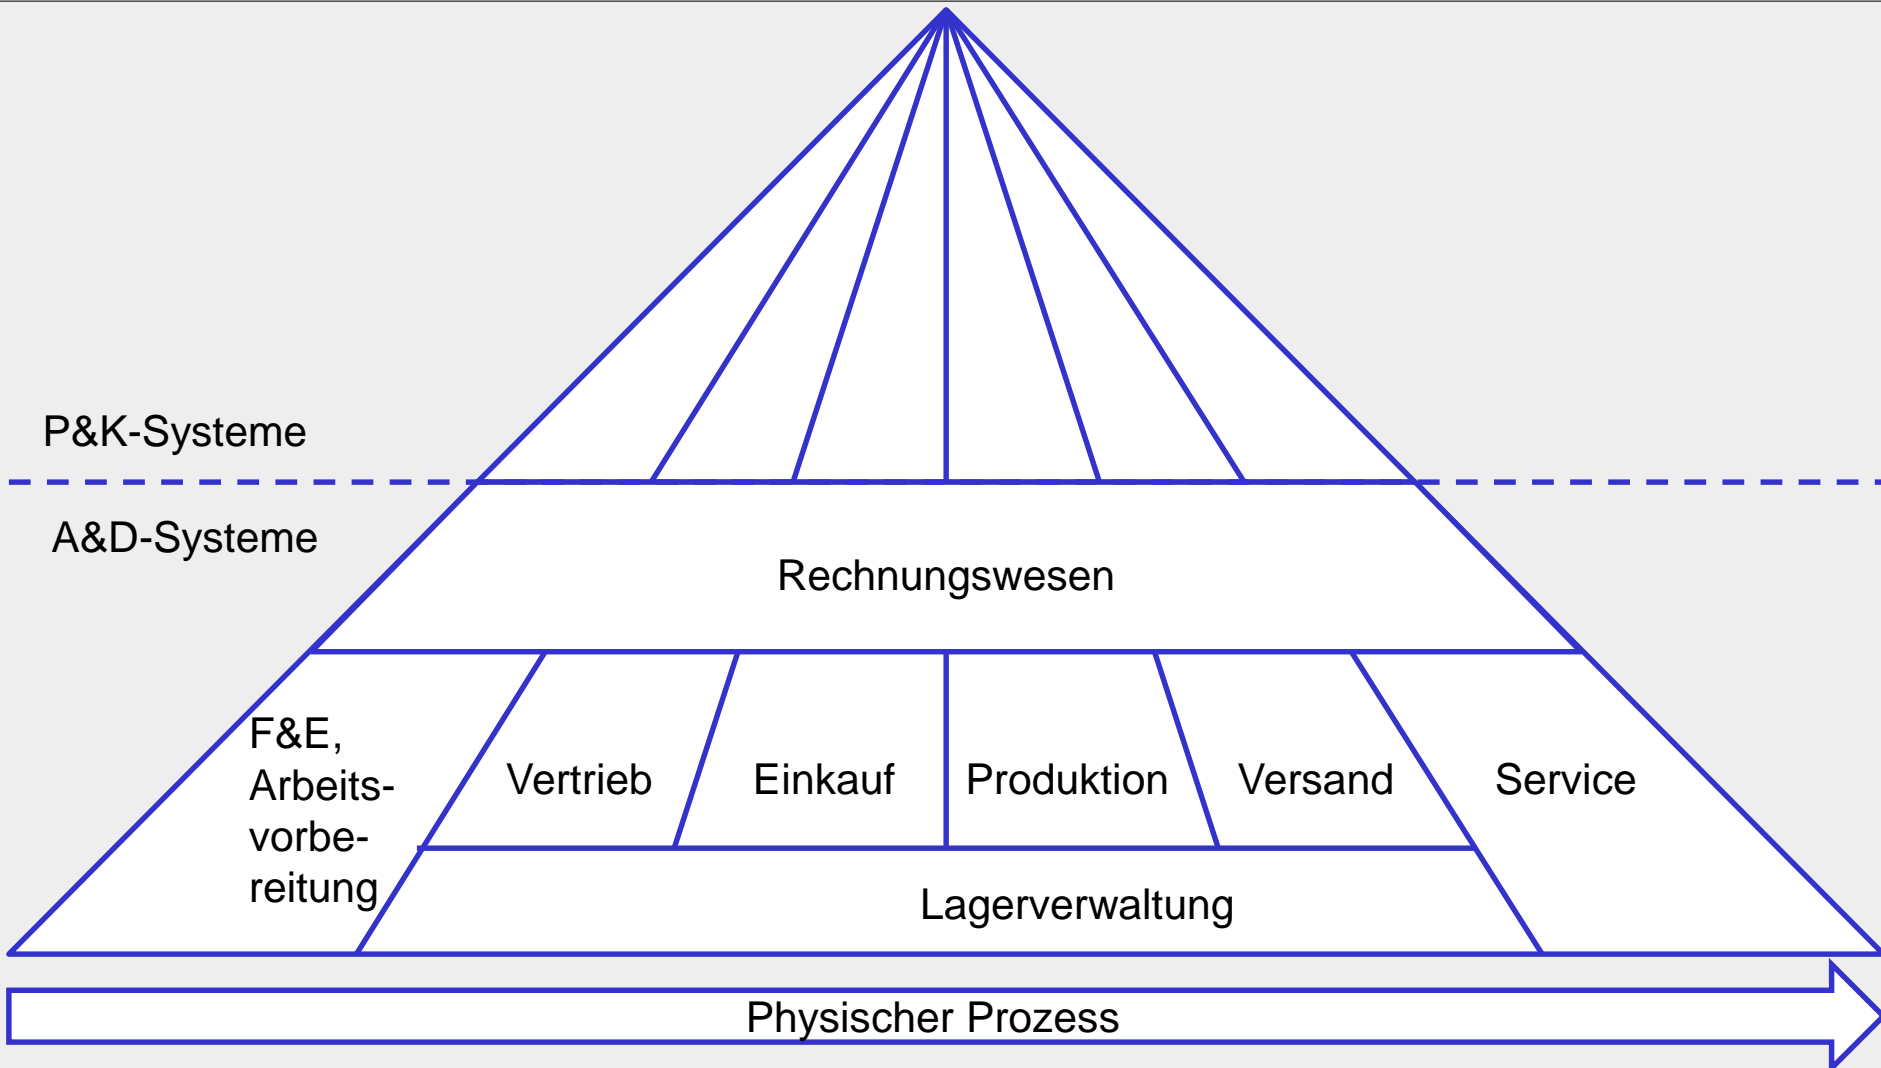 P&K-Systeme
A&D-Systeme
Rechnungswesen
F&E,
Arbeits-
vorbe-
reitung
Vertrieb
Einkauf
Produktion
Versand
Service
Lagerverwaltung
Physischer Prozess